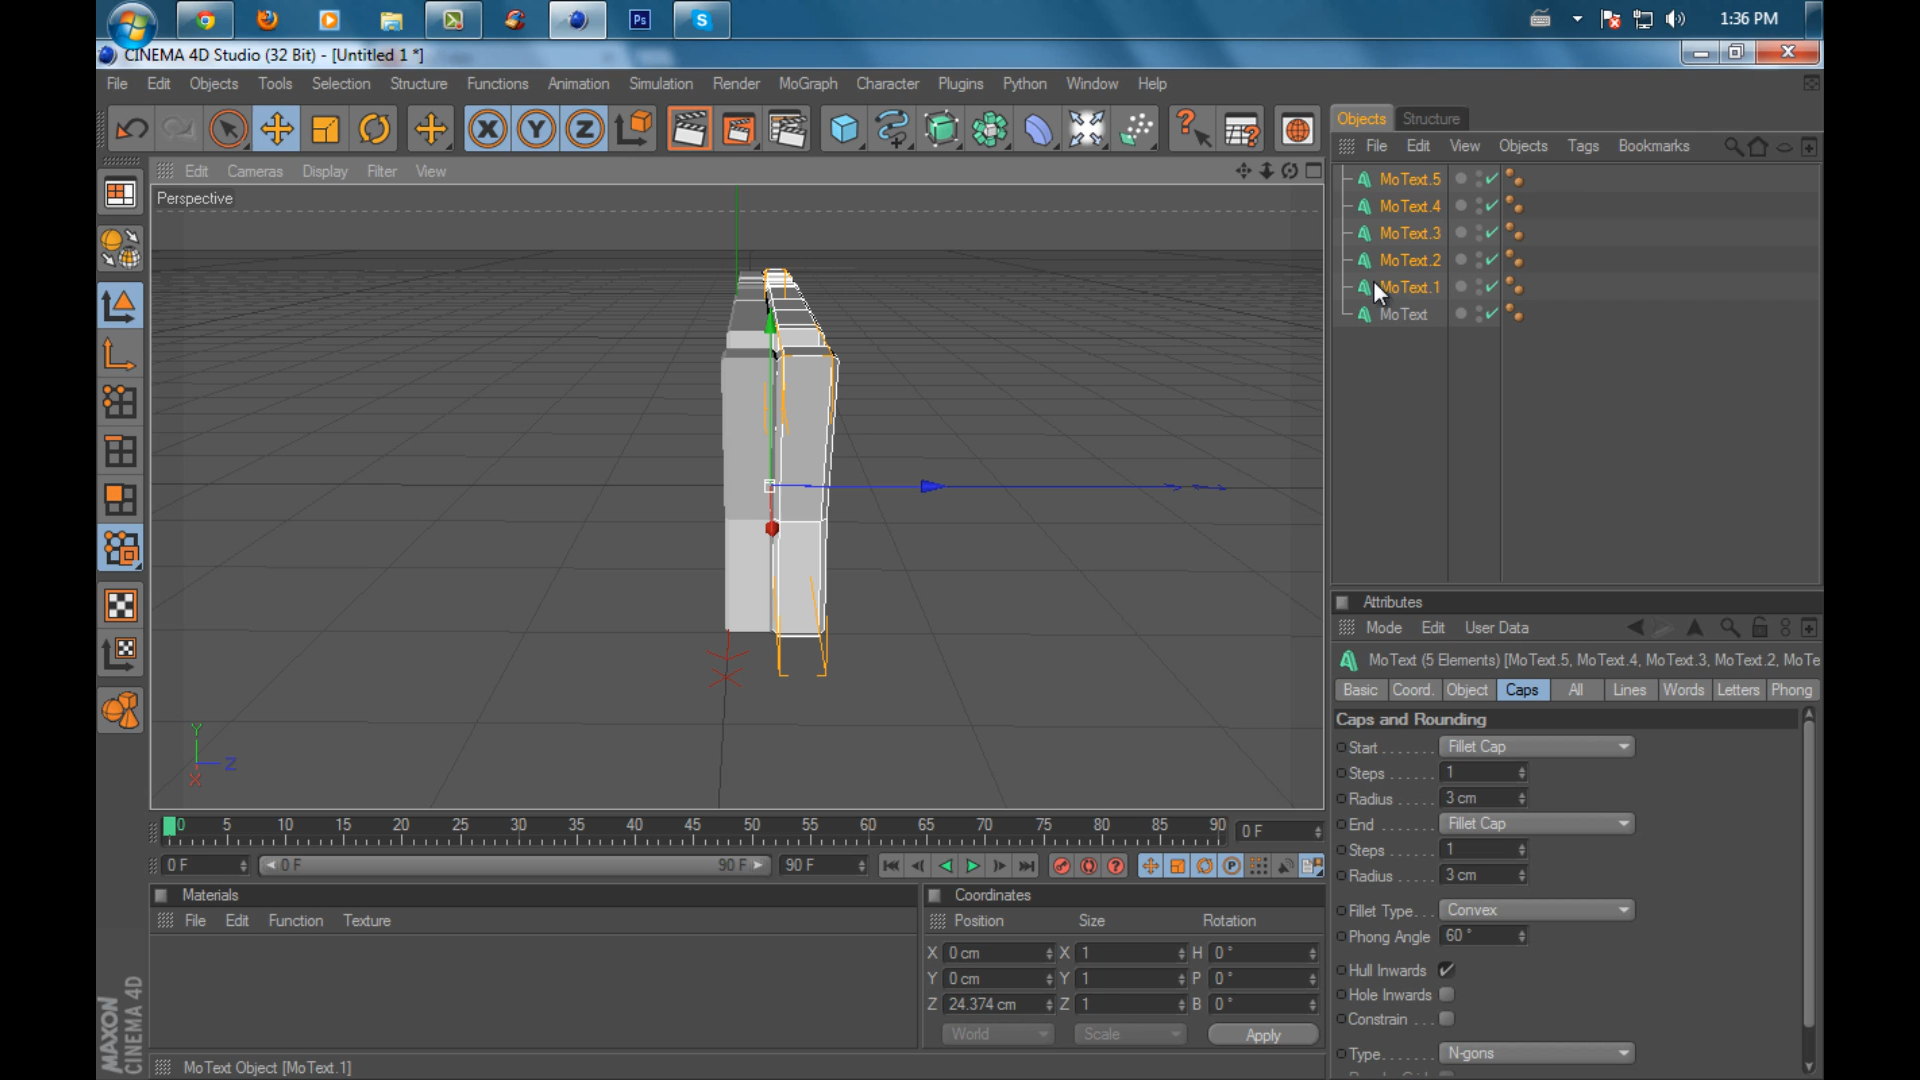 Ps
S
1:36 PM
CINEMA 4D Studio (32 Bit) - [Untitled 1 *]
File Edit Objects Tools Selection Structure Functions Animation Simulation Render MoGraph Character Plugins Python Window Help
X Y Z
Objects Structure
File Edit View Objects Tags Bookmarks
Edit Cameras Display Filter View
Perspective
MoText.5
MoText.4
MoText.3
MoText.2
MoText.1
MoText
Y
Z
X
Attributes
Mode Edit User Data
MoText (5 Elements) [MoText.5, MoText.4, MoText.3, MoText.2, MoTe
Basic Coord. Object Caps All Lines Words Letters Phong
Caps and Rounding
Start . . . . . . . Fillet Cap
Steps . . . . . . 1
Radius . . . . . 3 cm
End . . . . . . . . Fillet Cap
Steps . . . . . . 1
Radius . . . . . 3 cm
Fillet Type. . . Convex
Phong Angle 60 °
Hull Inwards
Hole Inwards
Constrain . . .
Type. . . . . . . N-gons
0 5 10 15 20 25 30 35 40 45 50 55 60 65 70 75 80 85 90 0 F
0 F 0 F 90 F 90 F P
Materials
File Edit Function Texture
Coordinates
Position Size Rotation
X 0 cm X 1 H 0 °
Y 0 cm Y 1 P 0 °
Z 24.374 cm Z 1 B 0 °
World Scale Apply
MAXON
CINEMA 4D
MoText Object [MoText.1]